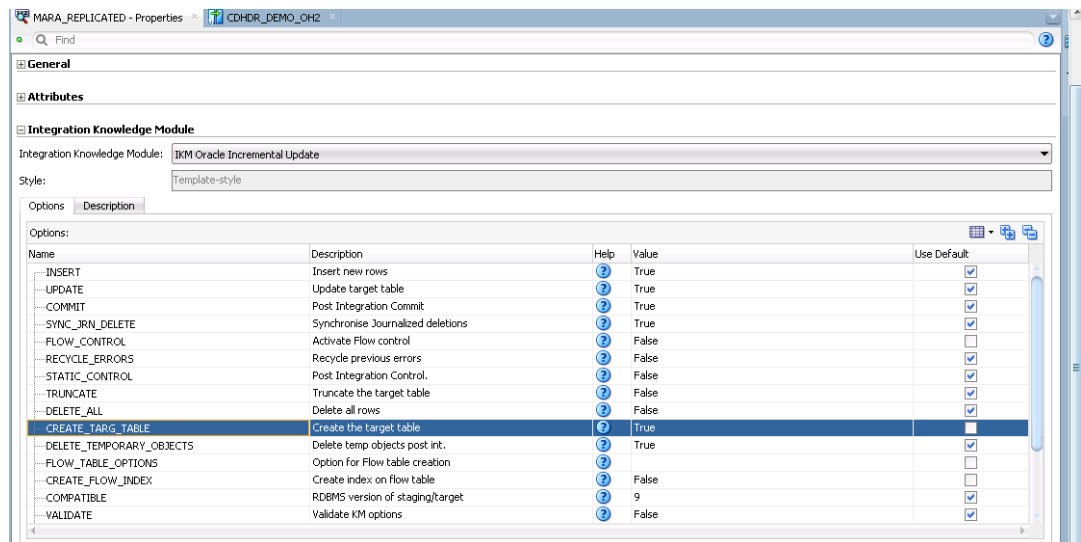 MARA_REPLICATED - Properties × CDHDR_DEMO_OH2 ×
Find
General
Attributes
Integration Knowledge Module
Integration Knowledge Module: IKM Oracle Incremental Update
Style: Template-style
Options Description
Options:
Name Description Help Value Use Default
INSERT Insert new rows True
UPDATE Update target table True
COMMIT Post Integration Commit True
SYNC_JRN_DELETE Synchronise Journalized deletions True
FLOW_CONTROL Activate Flow control False
RECYCLE_ERRORS Recycle previous errors False
STATIC_CONTROL Post Integration Control. False
TRUNCATE Truncate the target table False
DELETE_ALL Delete all rows False
CREATE_TARG_TABLE Create the target table True
DELETE_TEMPORARY_OBJECTS Delete temp objects post int. True
FLOW_TABLE_OPTIONS Option for Flow table creation
CREATE_FLOW_INDEX Create index on flow table False
COMPATIBLE RDBMS version of staging/target 9
VALIDATE Validate KM options False